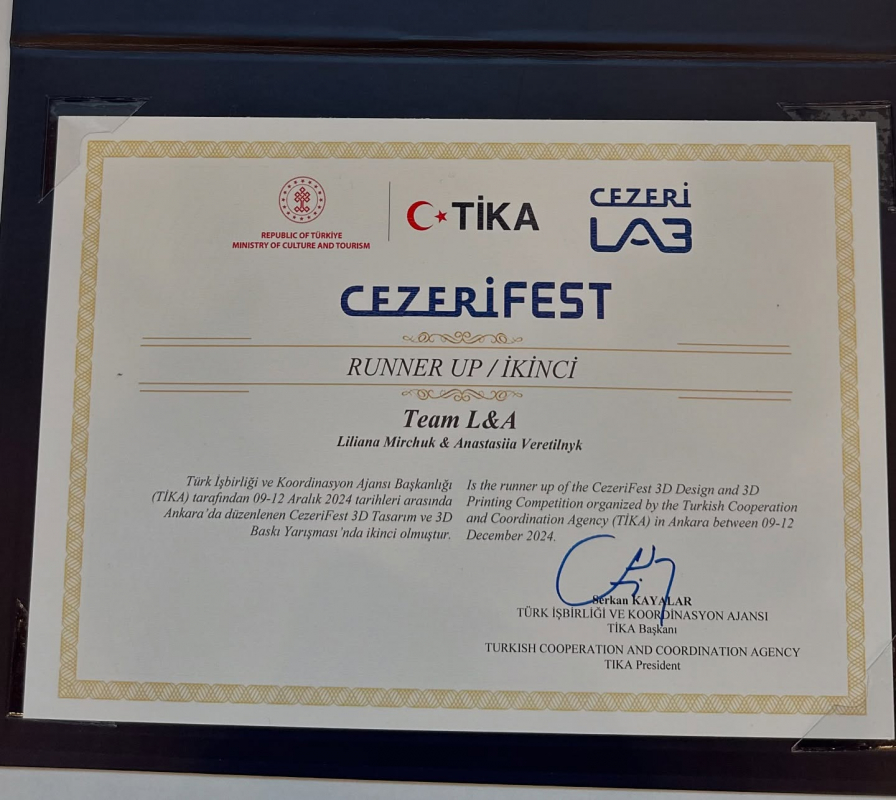 REPUBLIC OF TÜRKİYE
MINISTRY OF CULTURE AND TOURISM
TİKA
CEZERİ
LAB
CEZERİFEST
RUNNER UP / İKİNCİ
Team L&A
Liliana Mirchuk & Anastasiia Veretilnyk
Türk İşbirliği ve Koordinasyon Ajansı Başkanlığı
(TİKA) tarafından 09-12 Aralık 2024 tarihleri arasında
Ankara'da düzenlenen CezeriFest 3D Tasarım ve 3D
Baskı Yarışması'nda ikinci olmuştur.
Is the runner up of the CezeriFest 3D Design and 3D
Printing Competition organized by the Turkish Cooperation
and Coordination Agency (TİKA) in Ankara between 09-12
December 2024.
Serkan KAYALAR
TÜRK İŞBİRLİĞİ VE KOORDİNASYON AJANSI
TİKA Başkanı
TURKISH COOPERATION AND COORDINATION AGENCY
TIKA President